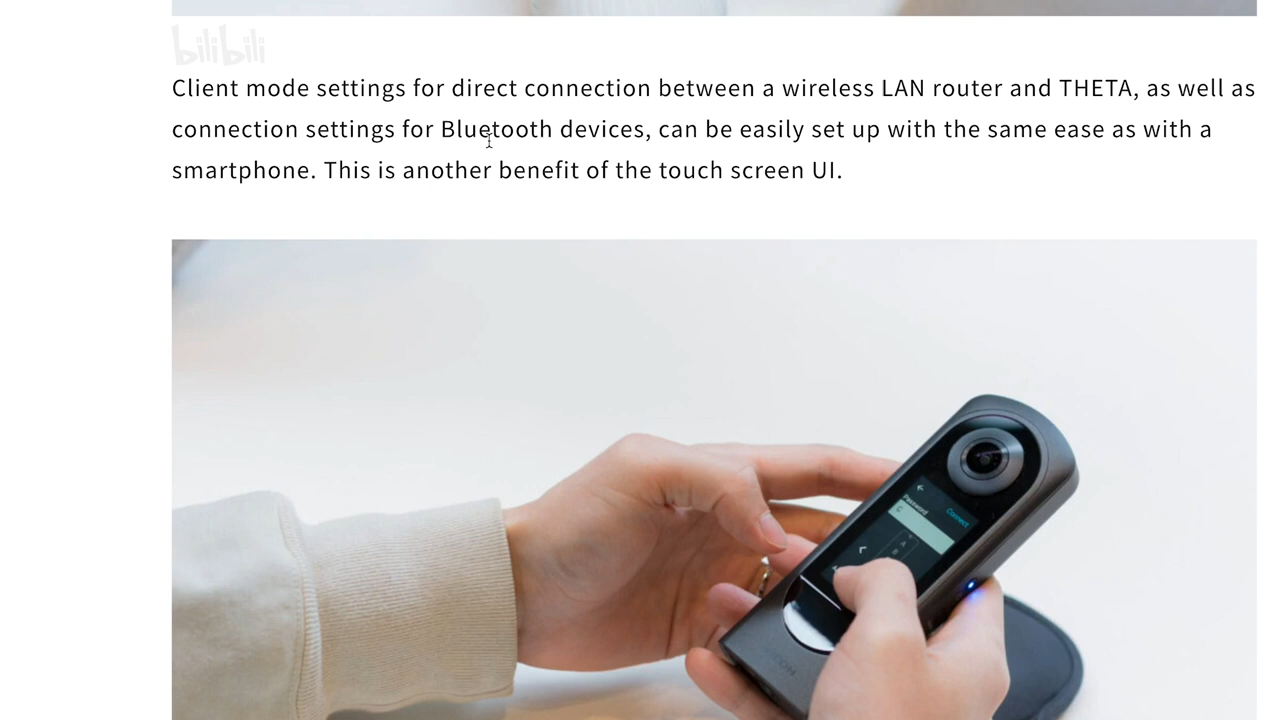 bilibili
Client mode settings for direct connection between a wireless LAN router and THETA, as well as
connection settings for Bluetooth devices, can be easily set up with the same ease as with a
smartphone. This is another benefit of the touch screen UI.
Connect
Password
C
A